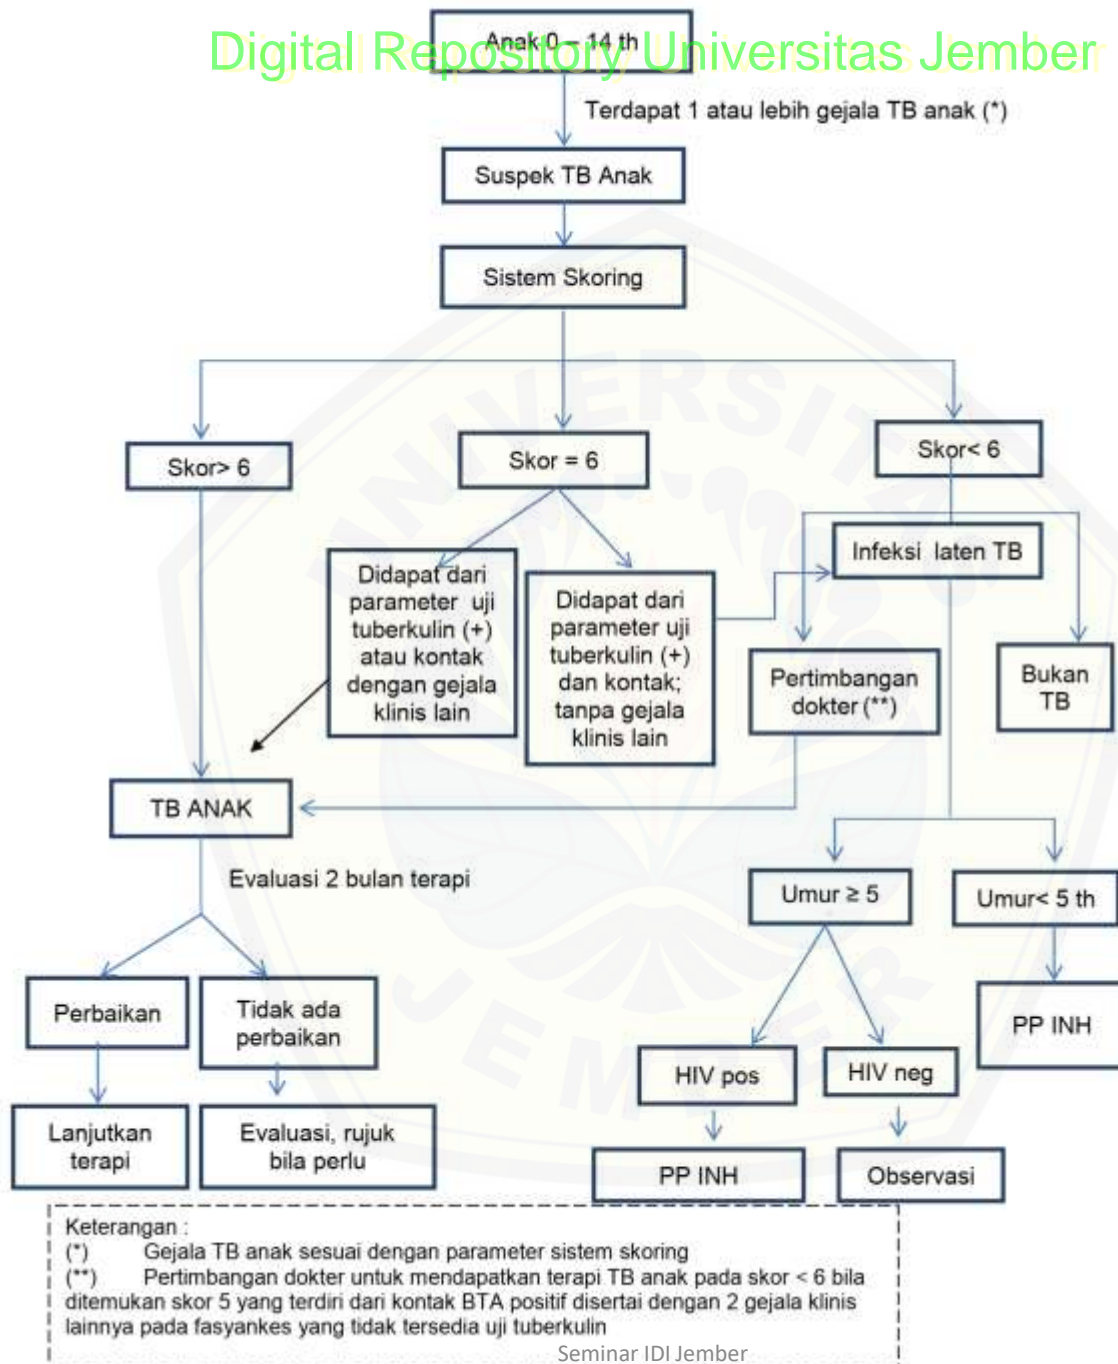 Digital Repository Universitas Jember
Anak 0 – 14 th
Terdapat 1 atau lebih gejala TB anak (*)
Suspek TB Anak
Sistem Skoring
Skor> 6
Skor = 6
Skor< 6
Didapat dari
parameter uji
tuberkulin (+)
atau kontak
dengan gejala
klinis lain
Didapat dari
parameter uji
tuberkulin (+)
dan kontak;
tanpa gejala
klinis lain
Infeksi laten TB
Pertimbangan
dokter (**)
Bukan
TB
TB ANAK
Evaluasi 2 bulan terapi
Umur ≥ 5
Umur< 5 th
Perbaikan
Tidak ada
perbaikan
PP INH
HIV pos
HIV neg
Lanjutkan
terapi
Evaluasi, rujuk
bila perlu
PP INH
Observasi
Keterangan :
(*) Gejala TB anak sesuai dengan parameter sistem skoring
(**) Pertimbangan dokter untuk mendapatkan terapi TB anak pada skor < 6 bila
ditemukan skor 5 yang terdiri dari kontak BTA positif disertai dengan 2 gejala klinis
lainnya pada fasyankes yang tidak tersedia uji tuberkulin
Seminar IDI Jember
UNIVERSITAS
JEMBER